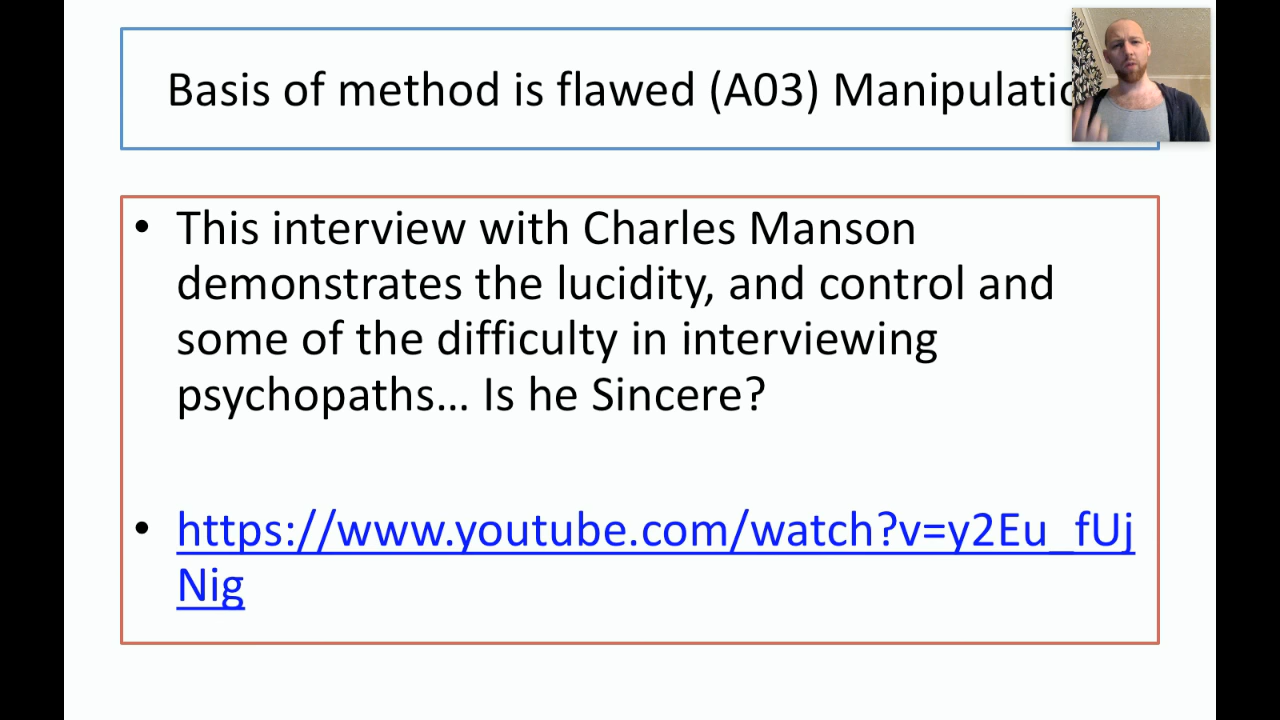 Basis of method is flawed (A03) Manipulatio
• This interview with Charles Manson
demonstrates the lucidity, and control and
some of the difficulty in interviewing
psychopaths... Is he Sincere?
• https://www.youtube.com/watch?v=y2Eu_fUj
Nig